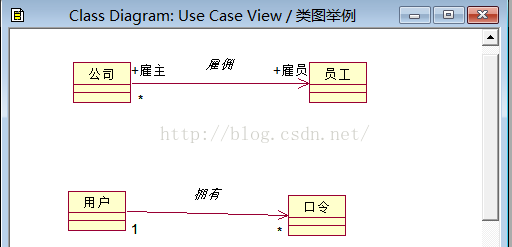 Class Diagram: Use Case View / 类图举例
公司 +雇主 雇佣 +雇员 员工
*
http://blog.csdn.net/
用户 拥有 口令
1 *